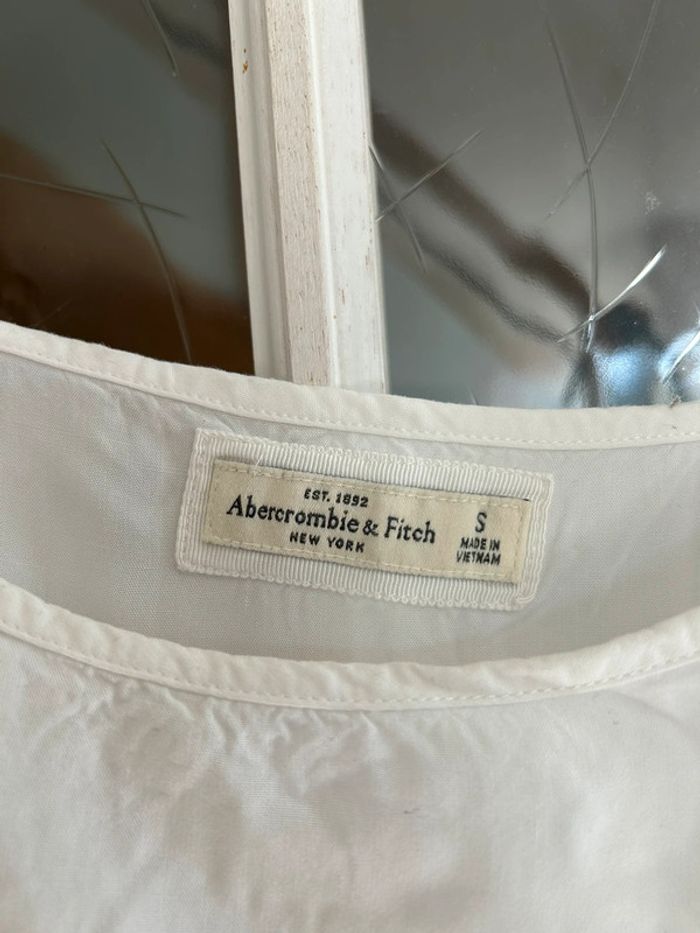 EST. 1892
Abercrombie & Fitch
NEW YORK
S
MADE IN
VIETNAM